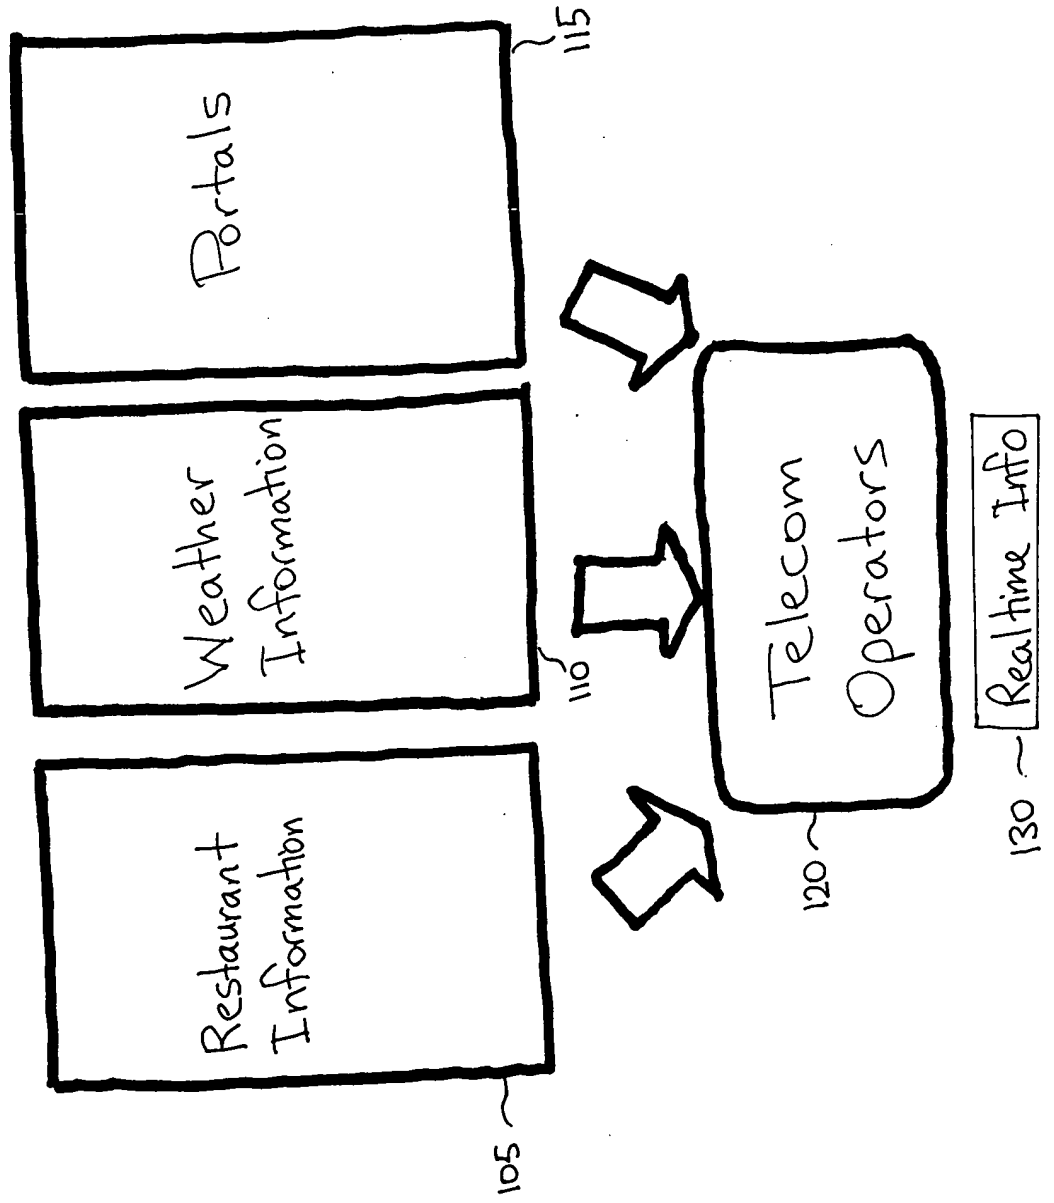 Restaurant
Information
105
Weather
Information
110
Portals
115
Telecom
Operators
120
130
Realtime Info